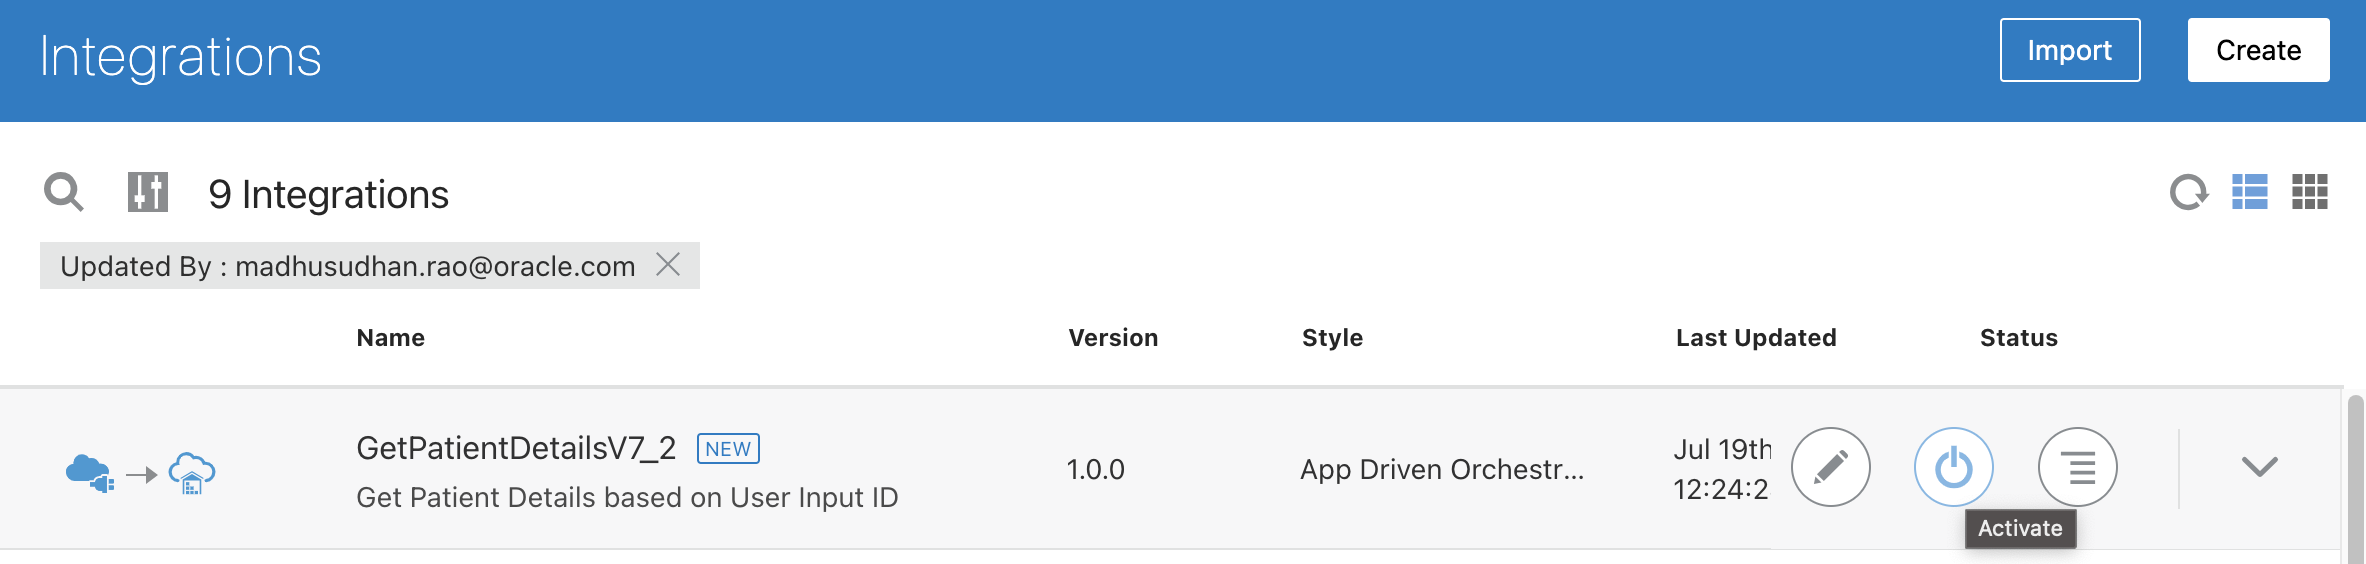 Integrations
Import
Create
9 Integrations
Updated By : madhusudhan.rao@oracle.com
Name Version Style Last Updated Status
GetPatientDetailsV7_2 NEW
Get Patient Details based on User Input ID
1.0.0
App Driven Orchestr...
Jul 19th
12:24:2
Activate